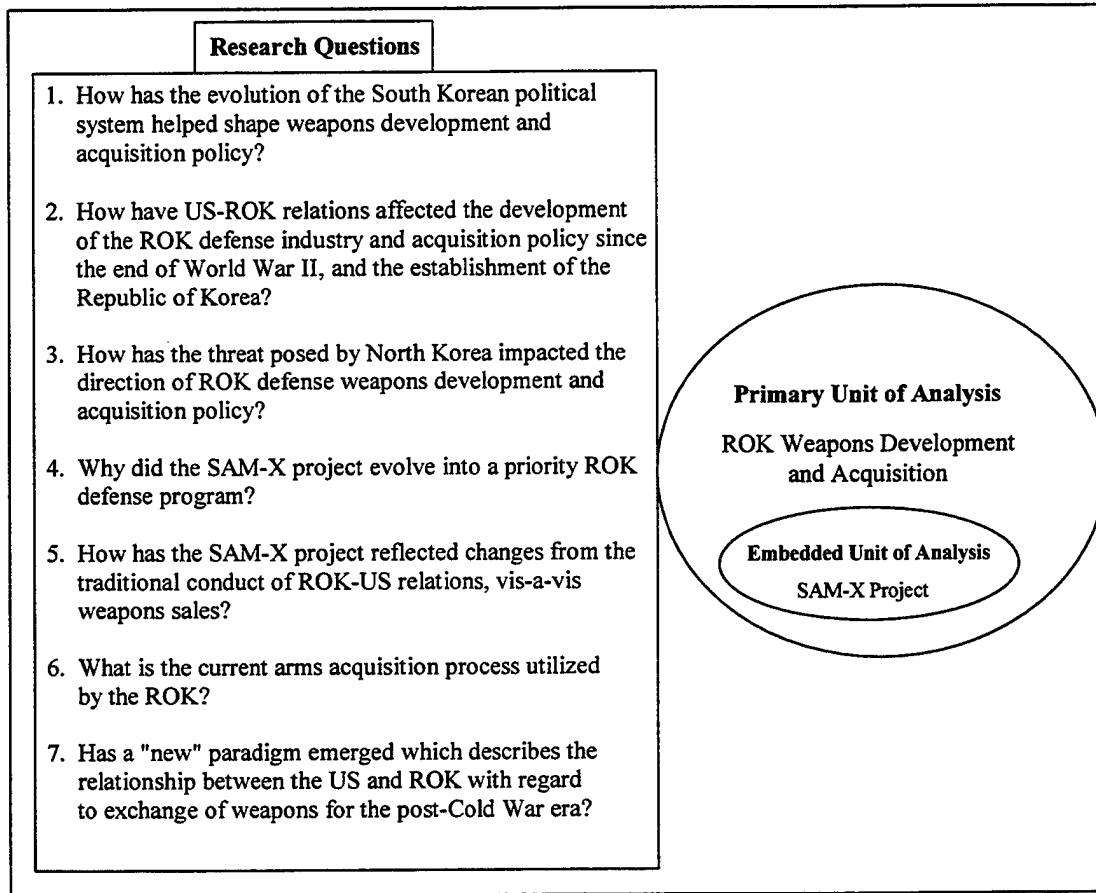 Research Questions
1. How has the evolution of the South Korean political
system helped shape weapons development and
acquisition policy?
2. How have US-ROK relations affected the development
of the ROK defense industry and acquisition policy since
the end of World War II, and the establishment of the
Republic of Korea?
3. How has the threat posed by North Korea impacted the
direction of ROK defense weapons development and
acquisition policy?
4. Why did the SAM-X project evolve into a priority ROK
defense program?
5. How has the SAM-X project reflected changes from the
traditional conduct of ROK-US relations, vis-a-vis
weapons sales?
6. What is the current arms acquisition process utilized
by the ROK?
7. Has a "new" paradigm emerged which describes the
relationship between the US and ROK with regard
to exchange of weapons for the post-Cold War era?
Primary Unit of Analysis
ROK Weapons Development
and Acquisition
Embedded Unit of Analysis
SAM-X Project